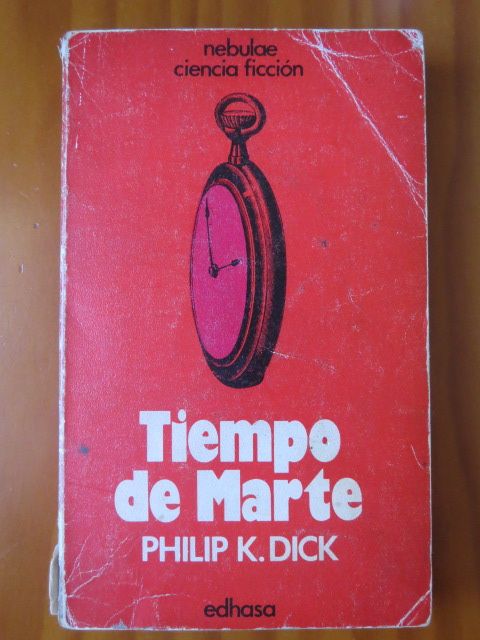 nebulae
ciencia ficción
Tiempo
de Marte
PHILIP K. DICK
edhasa